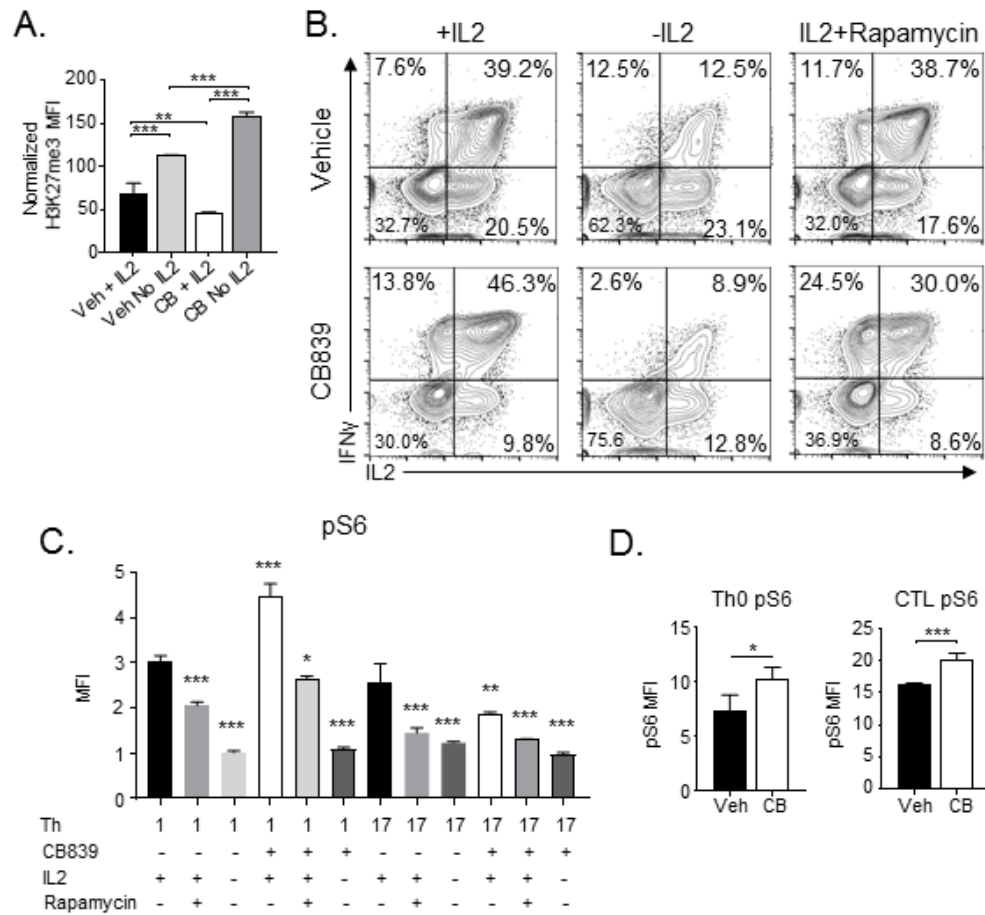 A.
Normalized
H3K27me3 MFI
200
150
100
50
0
***
***
**
***
Veh + IL2
Veh No IL2
CB + IL2
CB No IL2
B.
+IL2
-IL2
IL2+Rapamycin
Vehicle
7.6% 39.2%
32.7% 20.5%
12.5% 12.5%
62.3% 23.1%
11.7% 38.7%
32.0% 17.6%
CB839
13.8% 46.3%
30.0% 9.8%
2.6% 8.9%
75.6 12.8%
24.5% 30.0%
36.9% 8.6%
IFNγ
IL2
C.
pS6
MFI
5
4
3
2
1
0
*** *** *** * *** *** *** ** *** ***
Th 1 1 1 1 1 1 17 17 17 17 17 17
CB839 - - - + + + - - - + + +
IL2 + + - + + - + + - + + -
Rapamycin - + - - + - - + - - + -
D.
Th0 pS6
pS6 MFI
15
10
5
0
*
Veh CB
CTL pS6
pS6 MFI
25
20
15
10
5
0
***
Veh CB